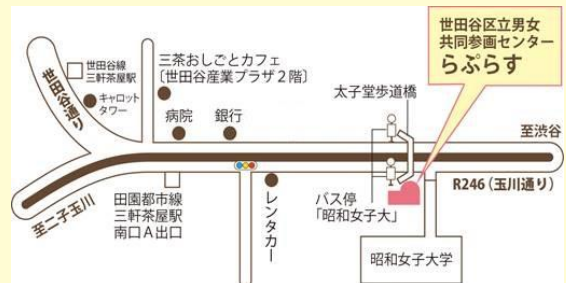 世田谷区立男女
共同参画センター
らぷらす
世田谷線
三軒茶屋駅
世田谷通り
キャロット
タワー
三茶おしごとカフェ
〔世田谷産業プラザ2階〕
病院
銀行
太子堂歩道橋
至渋谷
R246（玉川通り）
至二子玉川
田園都市線
三軒茶屋駅
南口A出口
レンタカー
バス停
「昭和女子大」
昭和女子大学